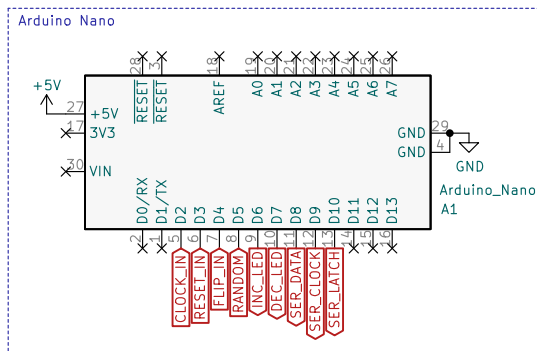 Arduino Nano
28 3 18 19 20 21 22 23 24 25 26
RESET RESET AREF A0 A1 A2 A3 A4 A5 A6 A7
+5V
27 +5V
17 3V3
30 VIN
GND 29
GND 4
GND
Arduino_Nano
A1
D0/RX D1/TX D2 D3 D4 D5 D6 D7 D8 D9 D10 D11 D12 D13
2 1 5 6 7 8 9 10 11 12 13 14 15 16
CLOCK_IN RESET_IN FLIP_IN RANDOM INC_LED DEC_LED SER_DATA SER_CLOCK SER_LATCH